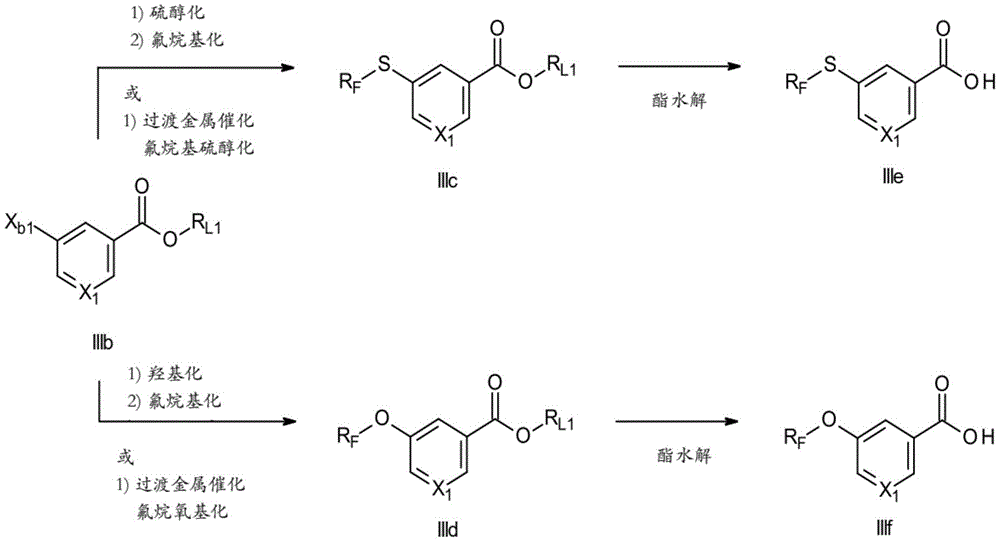 1) 硫醇化
2) 氟烷基化
或
1) 过渡金属催化
氟烷基硫醇化
R_F
S
O
O
R_L1
X_1
IIIc
酯水解
R_F
S
O
OH
X_1
IIIe
X_b1
O
O
R_L1
X_1
IIIb
1) 羟基化
2) 氟烷基化
或
1) 过渡金属催化
氟烷氧基化
R_F
O
O
O
R_L1
X_1
IIId
酯水解
R_F
O
O
OH
X_1
IIIf